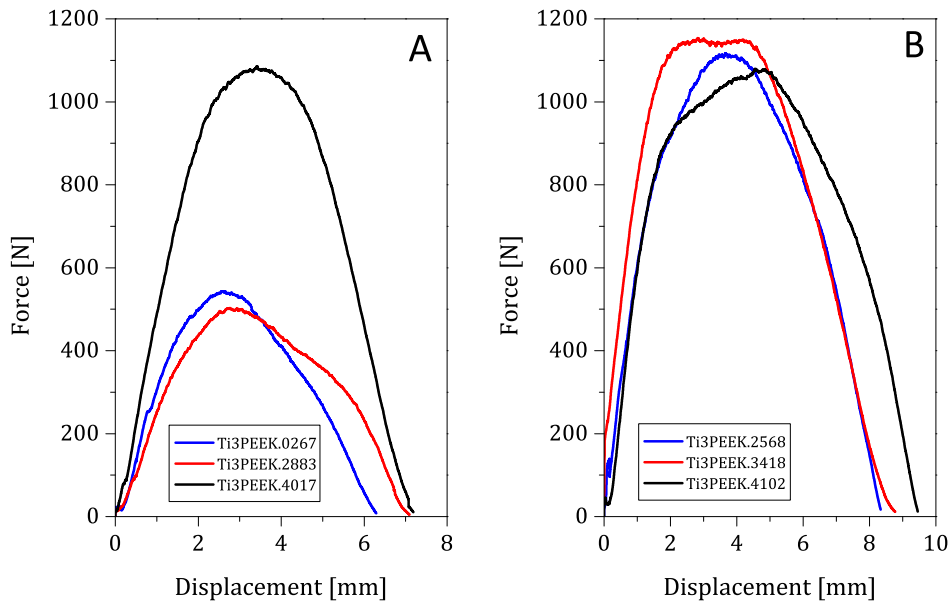 A
1200
1000
800
600
400
200
0
Force [N]
Ti3PEEK.0267
Ti3PEEK.2883
Ti3PEEK.4017
0 2 4 6 8
Displacement [mm]
B
1200
1000
800
600
400
200
0
Force [N]
Ti3PEEK.2568
Ti3PEEK.3418
Ti3PEEK.4102
0 2 4 6 8 10
Displacement [mm]